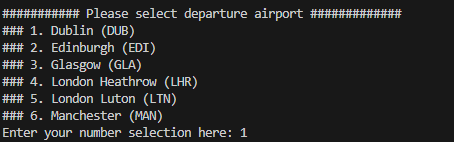 ########### Please select departure airport #############
### 1. Dublin (DUB)
### 2. Edinburgh (EDI)
### 3. Glasgow (GLA)
### 4. London Heathrow (LHR)
### 5. London Luton (LTN)
### 6. Manchester (MAN)
Enter your number selection here: 1